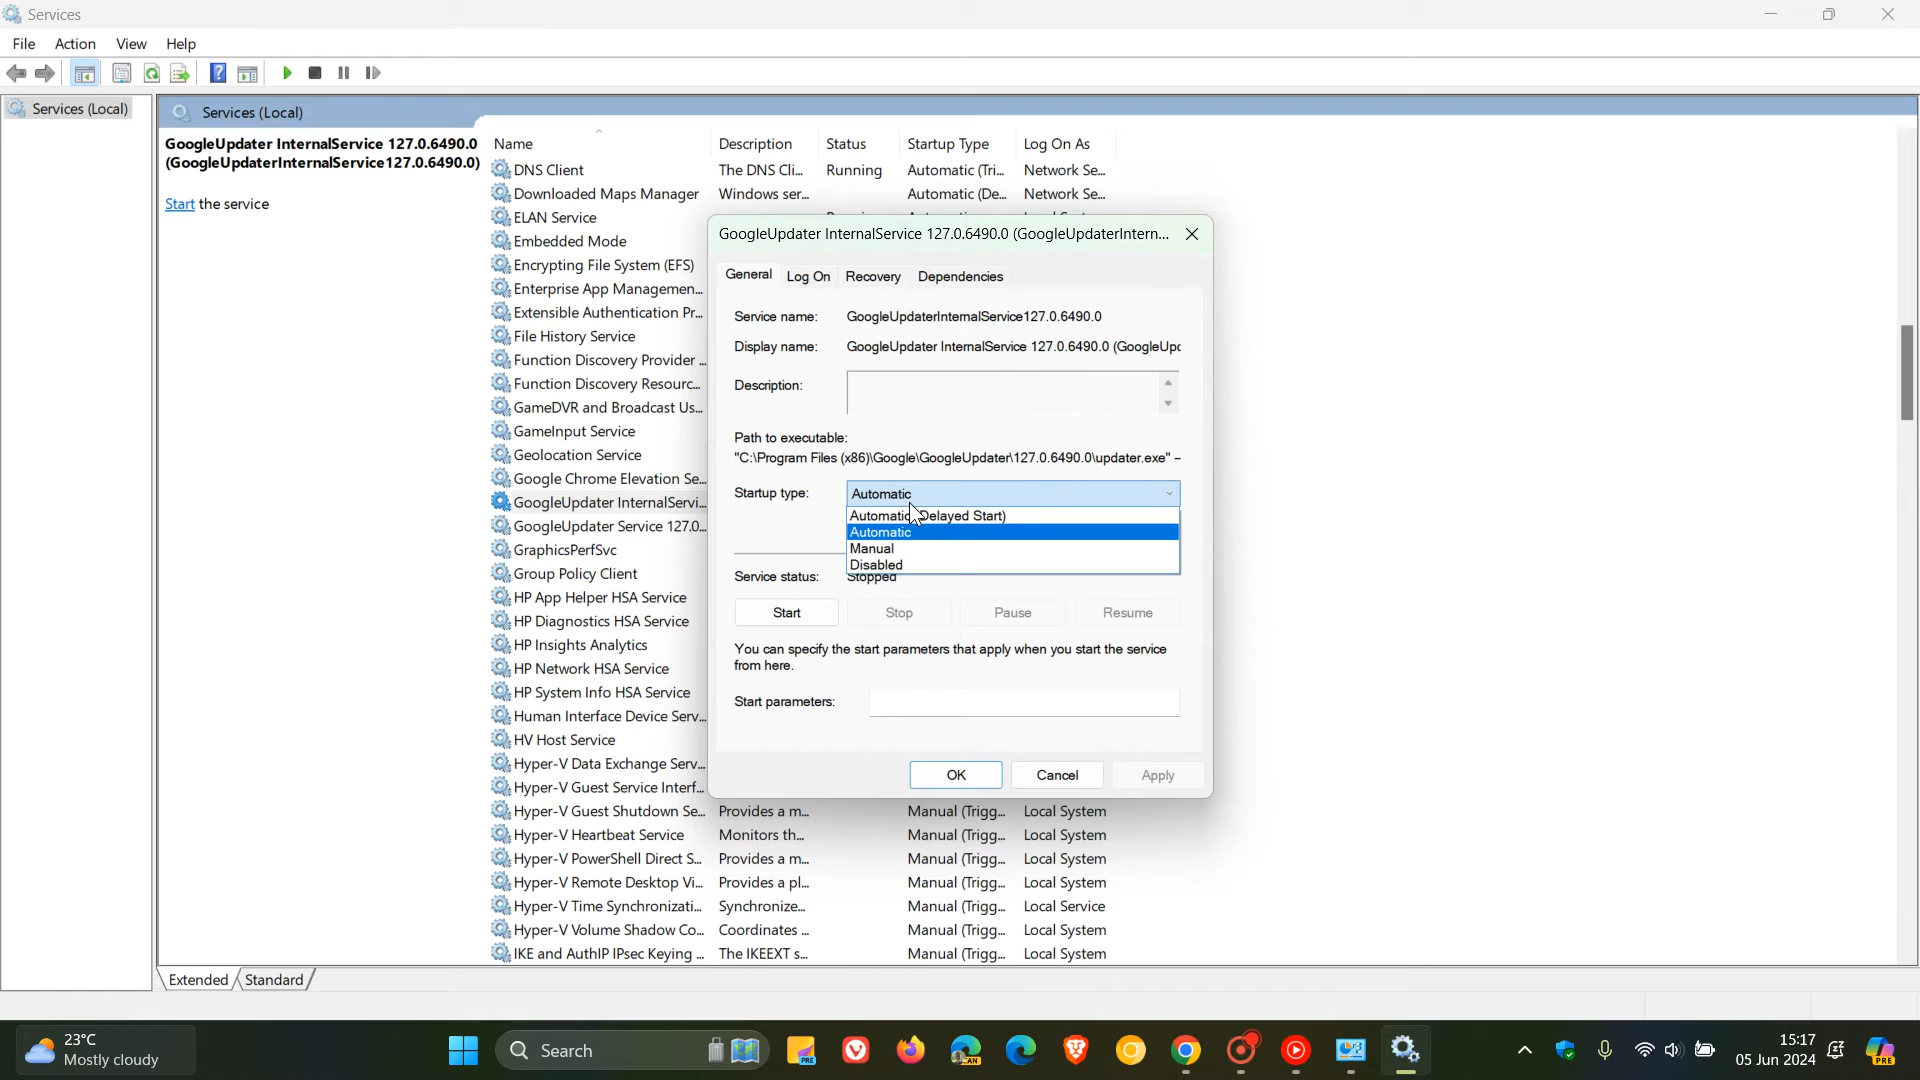 Services
File Action View Help
Services (Local)
Services (Local)
GoogleUpdater InternalService 127.0.6490.0
(GoogleUpdaterInternalService127.0.6490.0)
Start the service
Name Description Status Startup Type Log On As
DNS Client The DNS Cli... Running Automatic (Tri... Network Se...
Downloaded Maps Manager Windows ser... Automatic (De... Network Se...
ELAN Service
Embedded Mode
Encrypting File System (EFS)
Enterprise App Managemen...
Extensible Authentication Pr...
File History Service
Function Discovery Provider ...
Function Discovery Resourc...
GameDVR and Broadcast Us...
GameInput Service
Geolocation Service
Google Chrome Elevation Se...
GoogleUpdater InternalServi...
GoogleUpdater Service 127.0...
GraphicsPerfSvc
Group Policy Client
HP App Helper HSA Service
HP Diagnostics HSA Service
HP Insights Analytics
HP Network HSA Service
HP System Info HSA Service
Human Interface Device Serv...
HV Host Service
Hyper-V Data Exchange Serv...
Hyper-V Guest Service Interf...
Hyper-V Guest Shutdown Se... Provides a m... Manual (Trigg... Local System
Hyper-V Heartbeat Service Monitors th... Manual (Trigg... Local System
Hyper-V PowerShell Direct S... Provides a m... Manual (Trigg... Local System
Hyper-V Remote Desktop Vi... Provides a pl... Manual (Trigg... Local System
Hyper-V Time Synchronizati... Synchronize... Manual (Trigg... Local Service
Hyper-V Volume Shadow Co... Coordinates ... Manual (Trigg... Local System
IKE and AuthIP IPsec Keying ... The IKEEXT s... Manual (Trigg... Local System
GoogleUpdater InternalService 127.0.6490.0 (GoogleUpdaterIntern...
General Log On Recovery Dependencies
Service name: GoogleUpdaterInternalService127.0.6490.0
Display name: GoogleUpdater InternalService 127.0.6490.0 (GoogleUpd
Description:
Path to executable:
"C:\Program Files (x86)\Google\GoogleUpdater\127.0.6490.0\updater.exe" –
Startup type: Automatic
Automatic (Delayed Start)
Automatic
Manual
Disabled
Service status: Stopped
Start Stop Pause Resume
You can specify the start parameters that apply when you start the service
from here.
Start parameters:
OK Cancel Apply
Extended Standard
23°C
Mostly cloudy
Search
PRE
CAN
15:17
05 Jun 2024
PRE